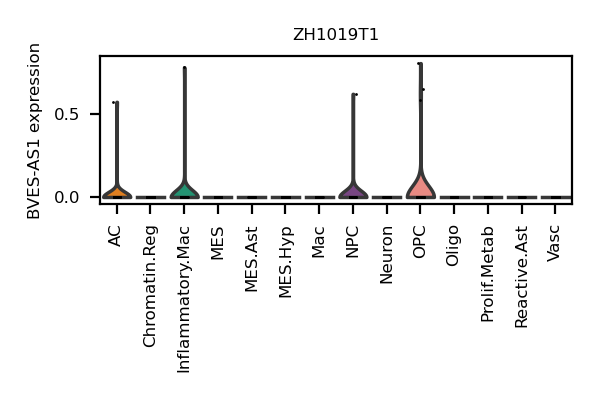 ZH1019T1
BVES-AS1 expression
0.5
0.0
AC
Chromatin.Reg
Inflammatory.Mac
MES
MES.Ast
MES.Hyp
Mac
NPC
Neuron
OPC
Oligo
Prolif.Metab
Reactive.Ast
Vasc